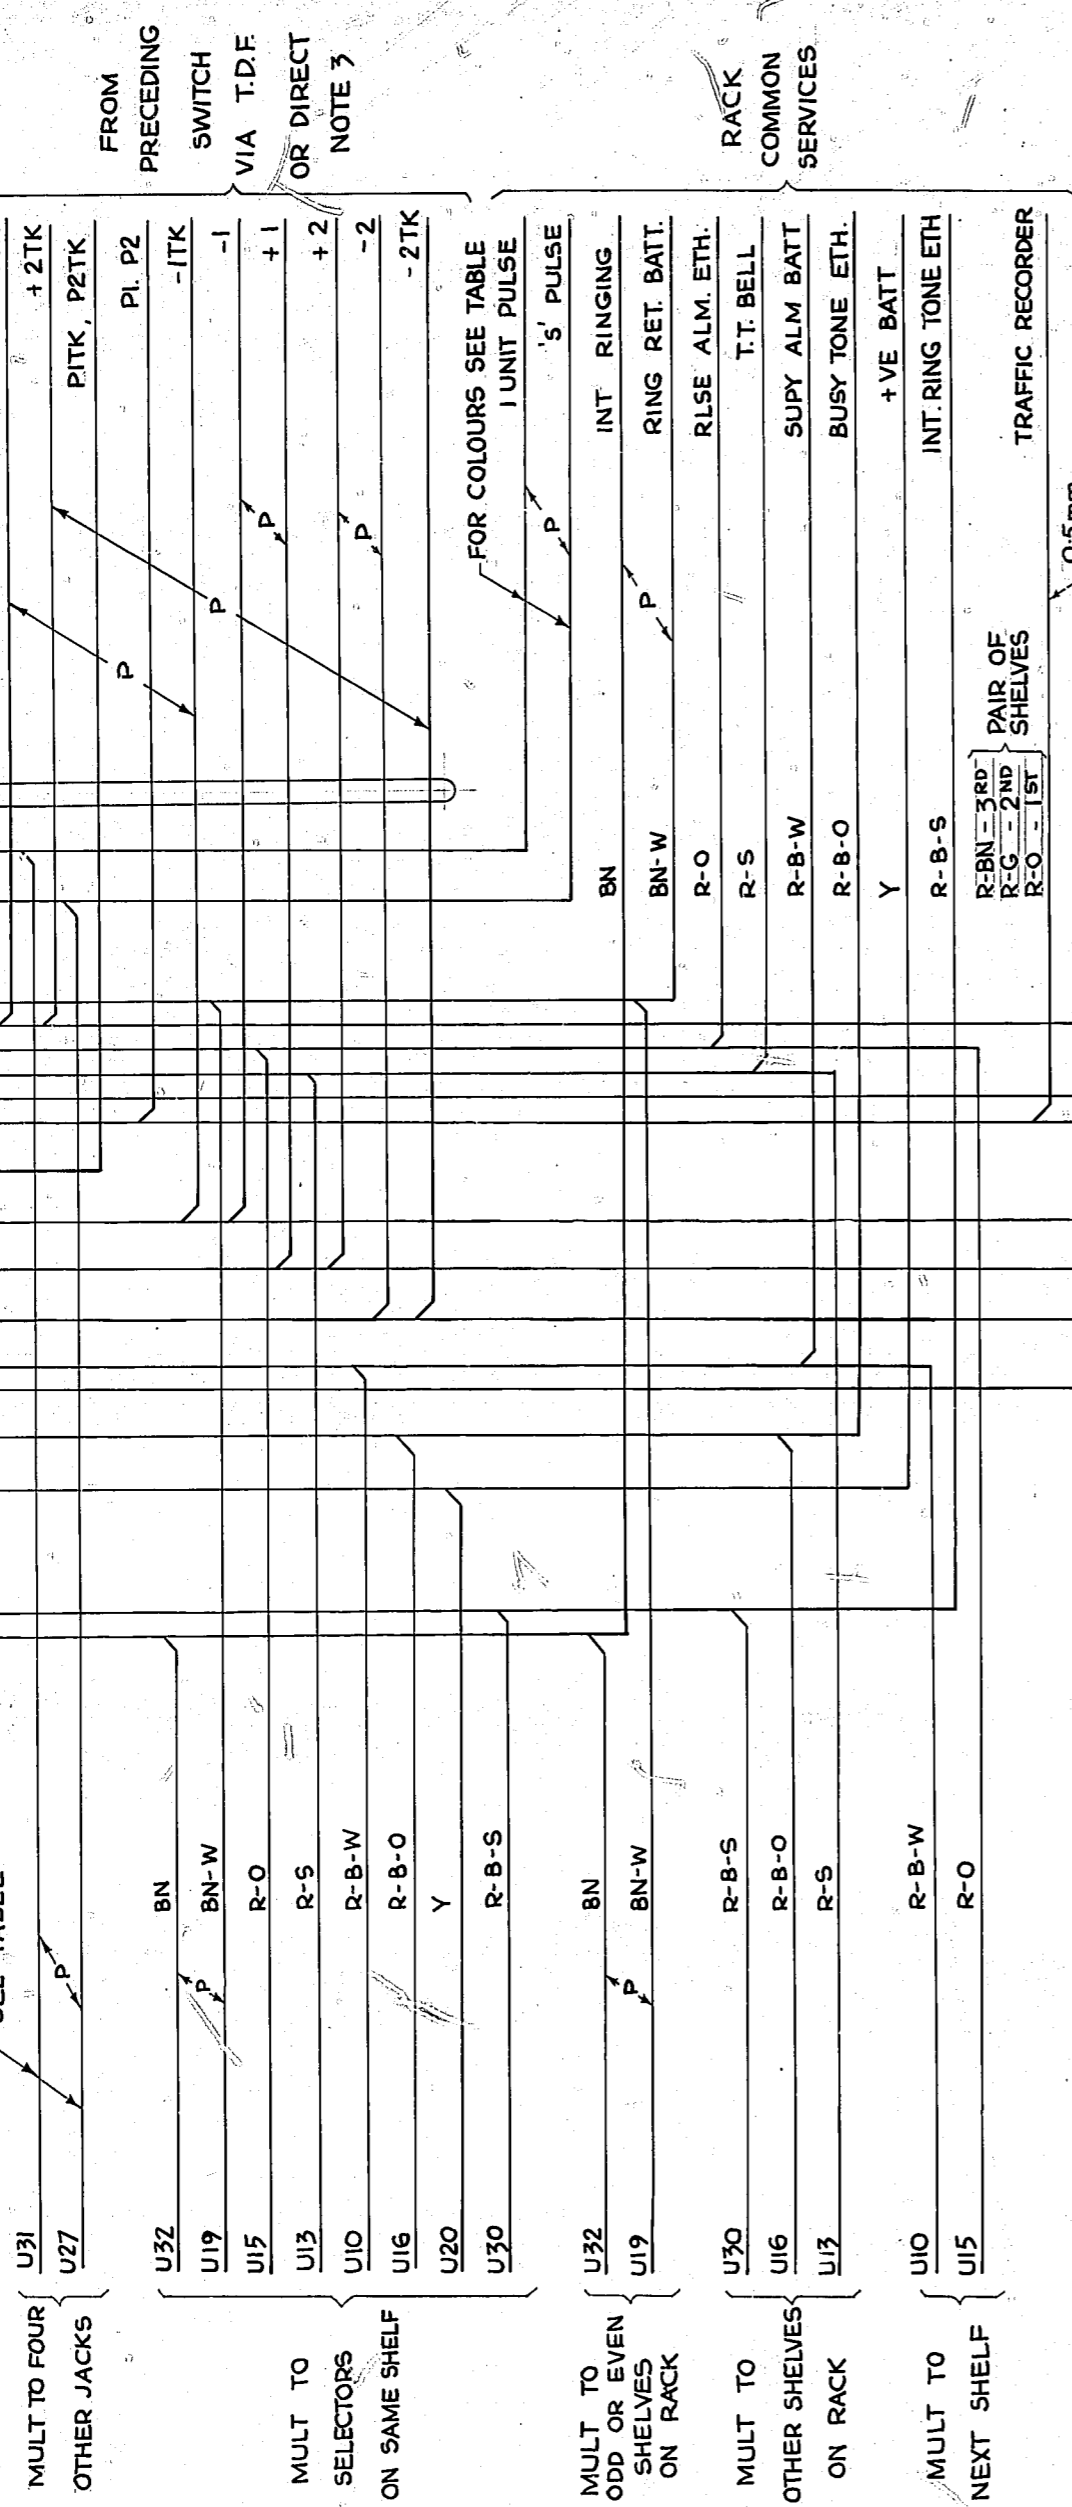 FROM
PRECEDING
SWITCH
VIA T.D.F.
OR DIRECT
NOTE 3
+ 2TK
P1TK, P2TK
P1. P2
-1TK
-1
+ 1
+ 2
-2
-2TK
P
P
P
P
RACK
COMMON
SERVICES
FOR COLOURS SEE TABLE
1 UNIT PULSE
'S' PULSE
INT RINGING
RING RET. BATT.
RLSE ALM. ETH.
T.T. BELL
SUPY ALM BATT
BUSY TONE ETH.
+VE BATT
INT. RING TONE ETH
TRAFFIC RECORDER
P
P
0.5mm
BN
BN-W
R-O
R-S
R-B-W
R-B-O
Y
R-B-S
R-BN-3RD
R-G - 2ND
R-O - 1ST
PAIR OF
SHELVES
MULT TO FOUR
OTHER JACKS
U31
U27
P
MULT TO
SELECTORS
ON SAME SHELF
U32 BN
U19 BN-W
U15 R-O
U13 R-S
U10 R-B-W
U16 R-B-O
U20 Y
U30 R-B-S
P
MULT TO
ODD OR EVEN
SHELVES
ON RACK
U32 BN
U19 BN-W
P
MULT TO
OTHER SHELVES
ON RACK
U30 R-B-S
U16 R-B-O
U13 R-S
MULT TO
NEXT SHELF
U10 R-B-W
U15 R-O